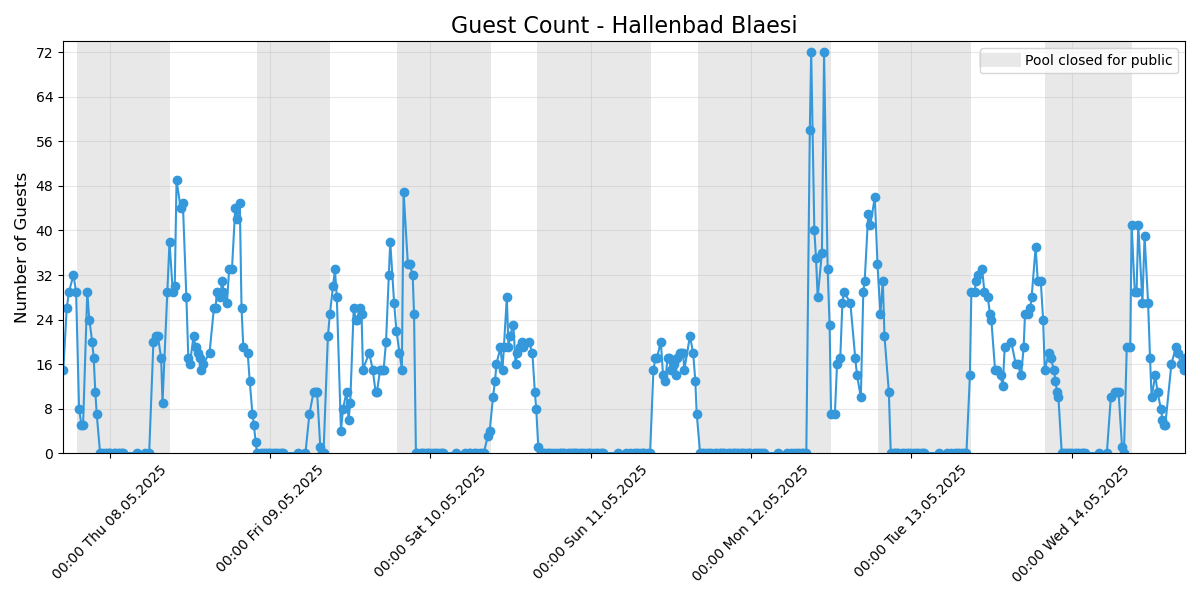 Guest Count - Hallenbad Blaesi
Pool closed for public
Number of Guests
72
64
56
48
40
32
24
16
8
0
00:00 Thu 08.05.2025
00:00 Fri 09.05.2025
00:00 Sat 10.05.2025
00:00 Sun 11.05.2025
00:00 Mon 12.05.2025
00:00 Tue 13.05.2025
00:00 Wed 14.05.2025